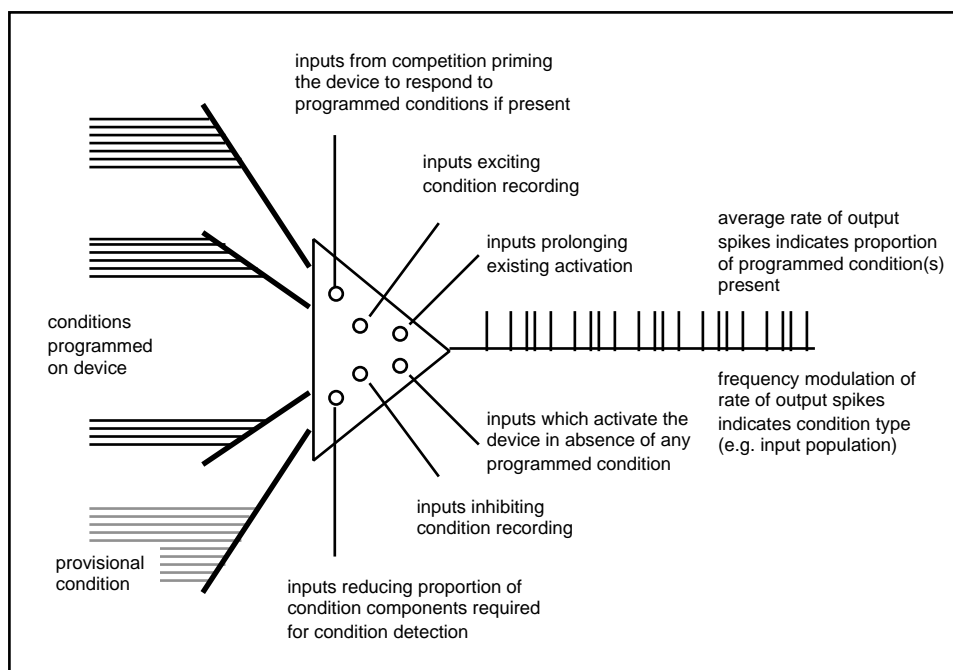 inputs from competition priming
the device to respond to
programmed conditions if present
inputs exciting
condition recording
inputs prolonging
existing activation
average rate of output
spikes indicates proportion
of programmed condition(s)
present
conditions
programmed
on device
frequency modulation of
rate of output spikes
indicates condition type
(e.g. input population)
inputs which activate the
device in absence of any
programmed condition
inputs inhibiting
condition recording
provisional
condition
inputs reducing proportion of
condition components required
for condition detection